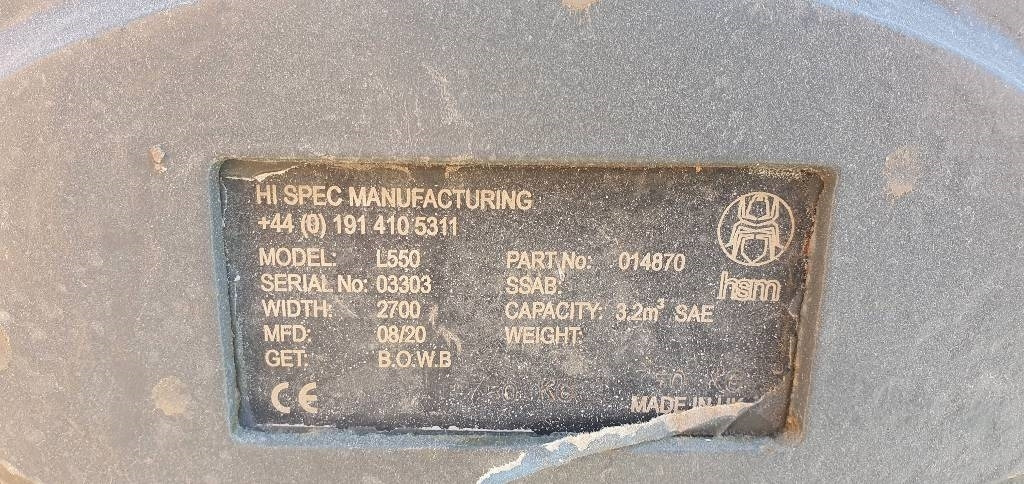 HI SPEC MANUFACTURING
+44 (0) 191 410 5311
MODEL: L550 PART No: 014870
SERIAL No: 03303 SSAB:
WIDTH: 2700 CAPACITY: 3.2m³ SAE
MFD: 08/20 WEIGHT:
GET: B.O.W.B
hsm
CE
KG
MADE IN